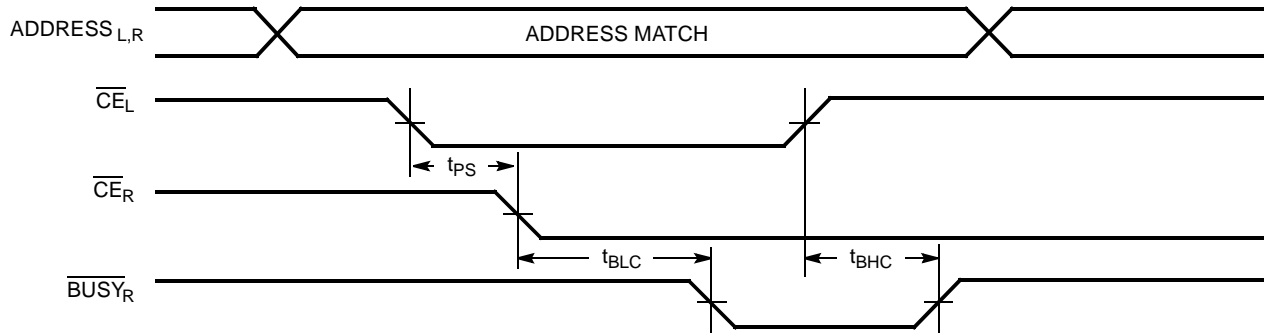 ADDRESS L,R
ADDRESS MATCH
CEL
tPS
CER
tBLC
tBHC
BUSYR